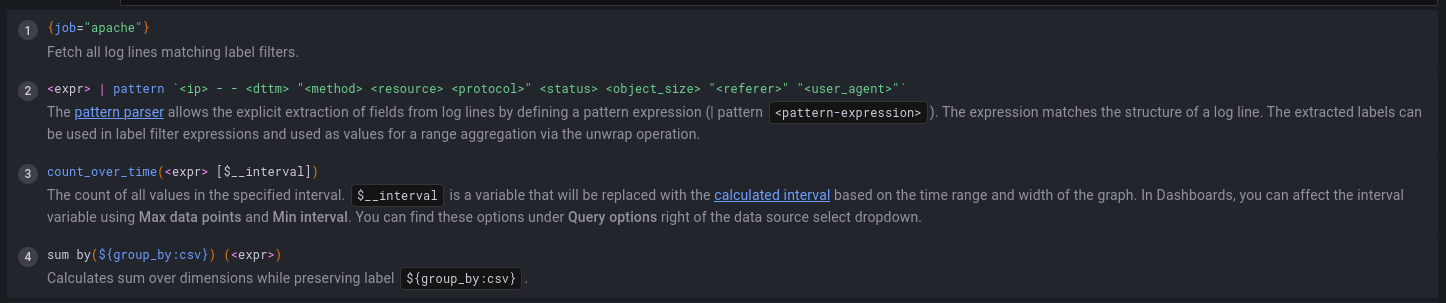 1 {job="apache"}
Fetch all log lines matching label filters.
2 <expr> | pattern `<ip> - - <dttm> "<method> <resource> <protocol>" <status> <object_size> "<referer>" "<user_agent>"`
The pattern parser allows the explicit extraction of fields from log lines by defining a pattern expression (| pattern <pattern-expression> ). The expression matches the structure of a log line. The extracted labels can
be used in label filter expressions and used as values for a range aggregation via the unwrap operation.
3 count_over_time(<expr> [$__interval])
The count of all values in the specified interval. $__interval is a variable that will be replaced with the calculated interval based on the time range and width of the graph. In Dashboards, you can affect the interval
variable using Max data points and Min interval. You can find these options under Query options right of the data source select dropdown.
4 sum by(${group_by:csv}) (<expr>)
Calculates sum over dimensions while preserving label ${group_by:csv} .